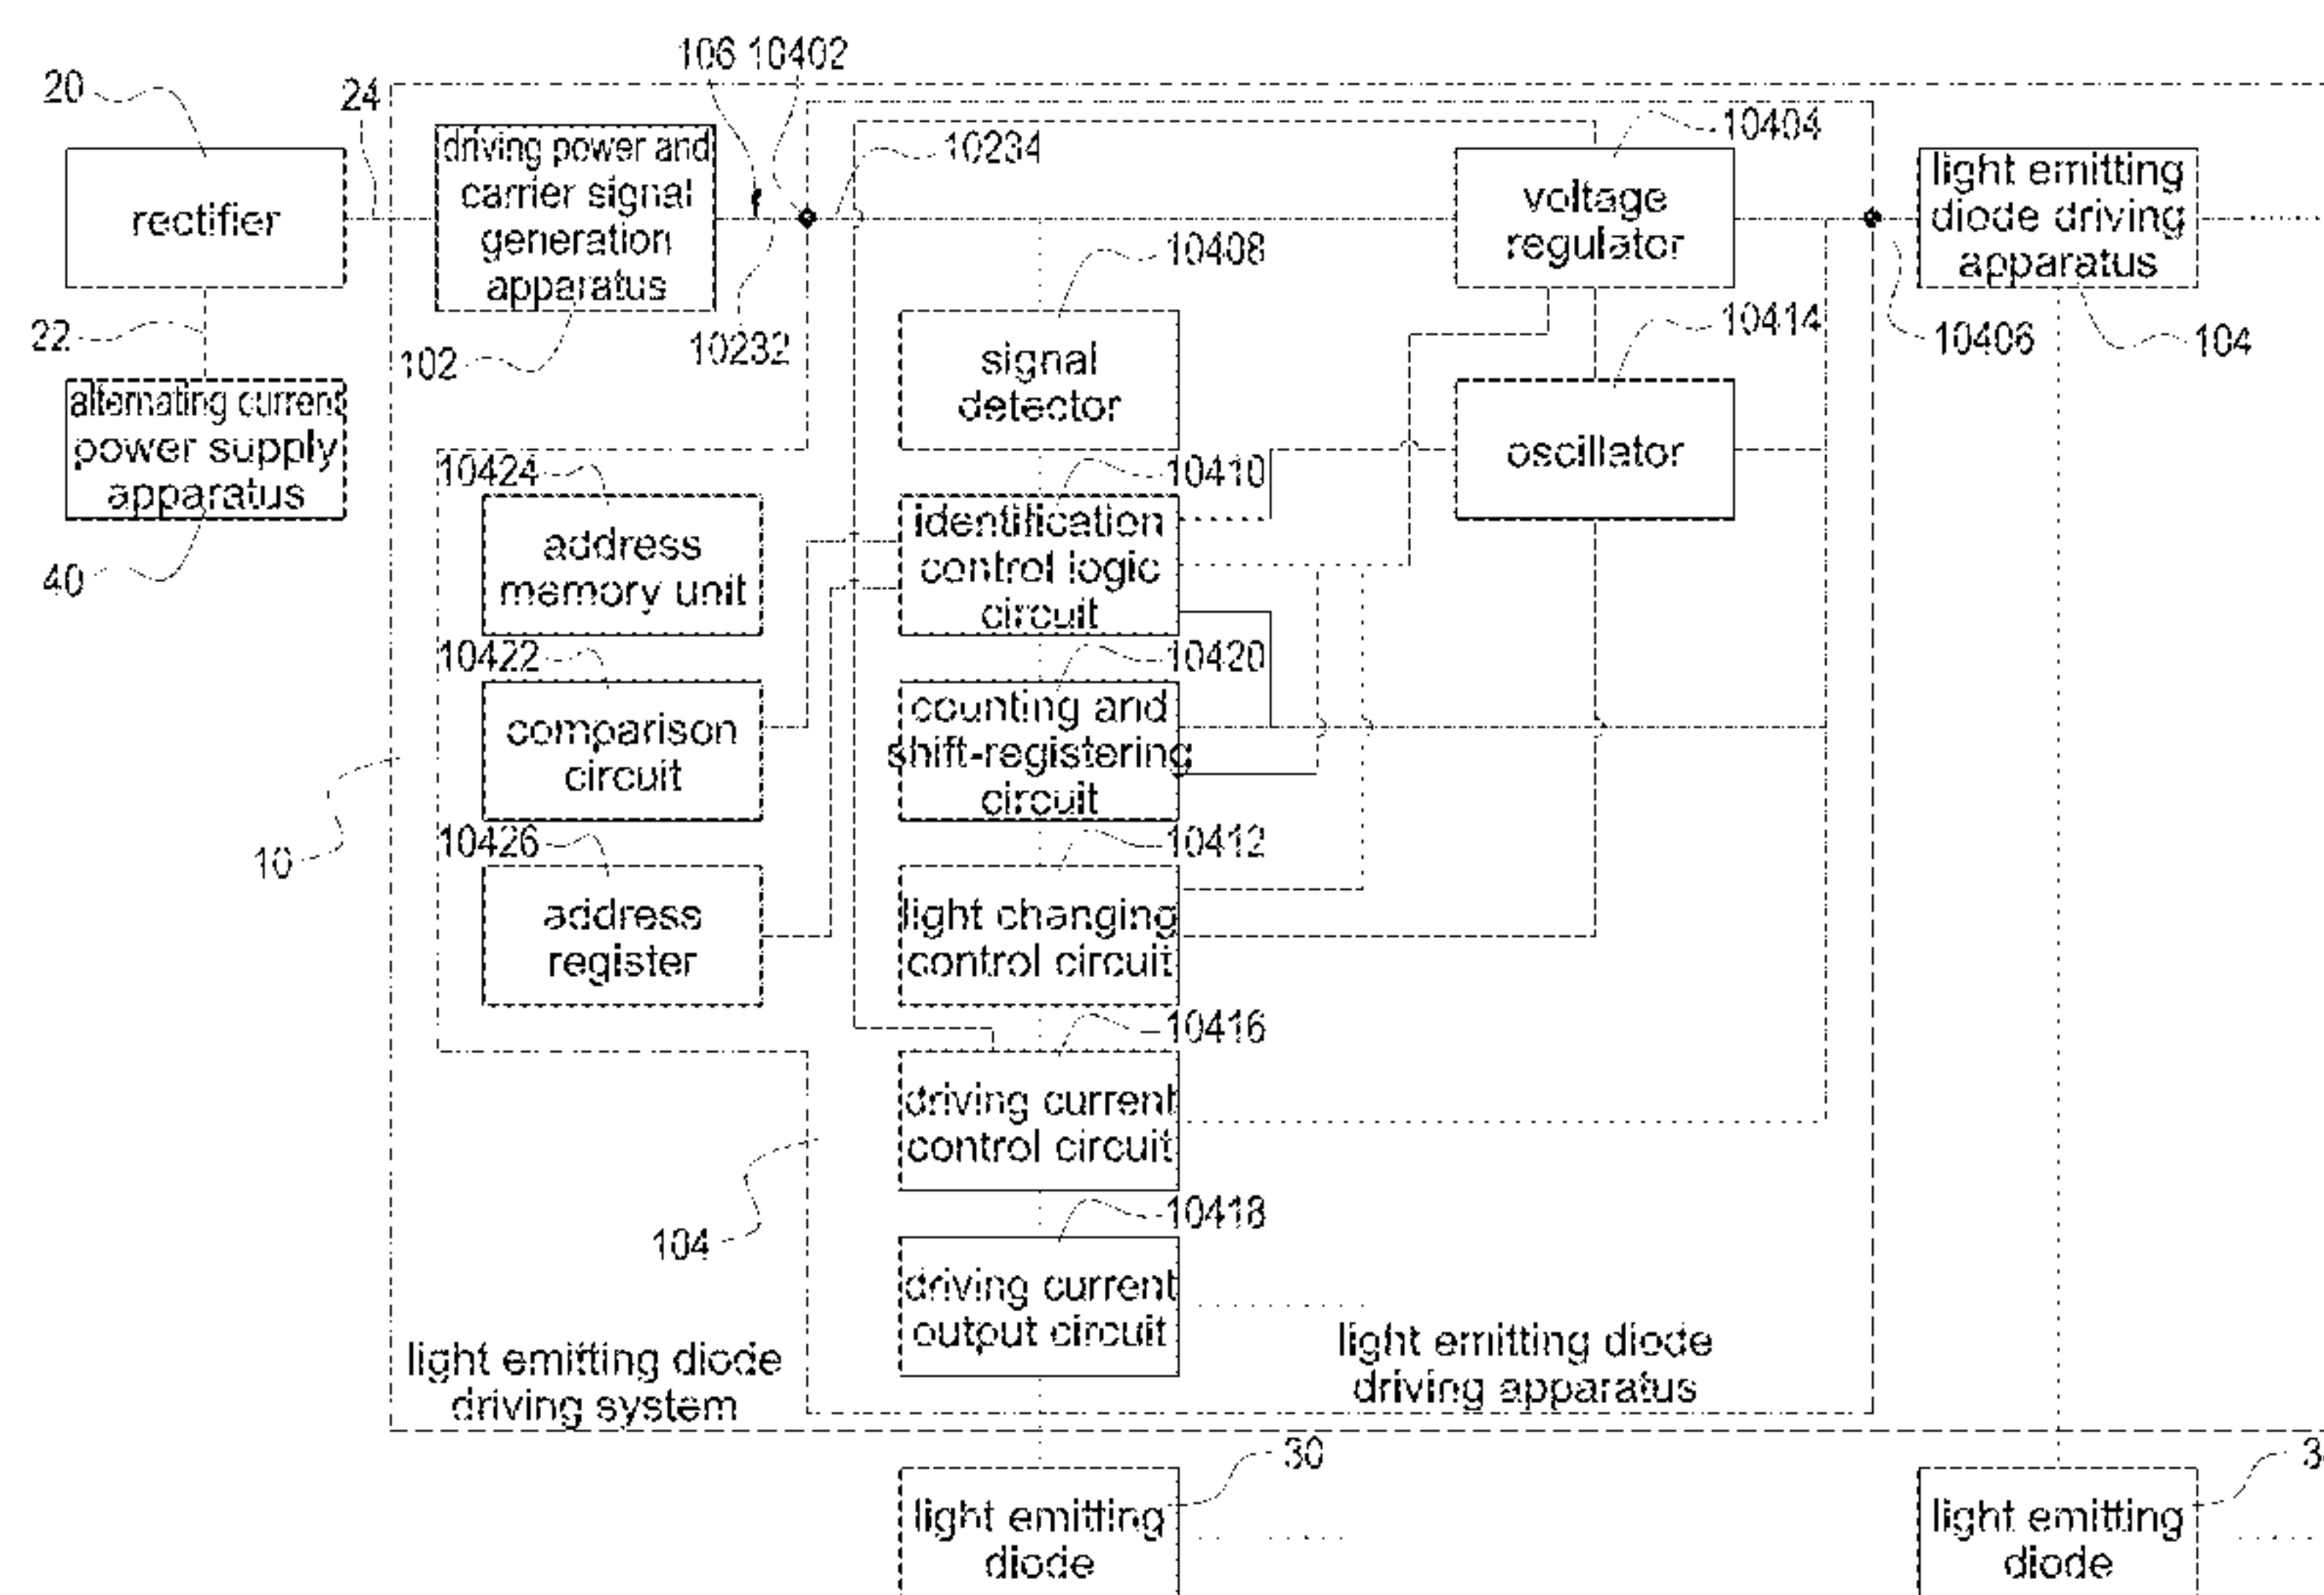 106 10402
20
24
10404
driving power and
carrier signal
generation
apparatus
10234
rectifier
voltage
regulator
light emitting
diode driving
apparatus
10408
22
102
10232
10414
10406
104
alternating current
power supply
apparatus
signal
detector
oscillator
40
10424
10410
address
memory unit
identification
control logic
circuit
10422
10420
comparison
circuit
counting and
shift-registering
circuit
10
10426
10412
address
register
light changing
control circuit
10416
driving current
control circuit
104
10418
driving current
output circuit
light emitting diode
driving system
light emitting diode
driving apparatus
30
light emitting
diode
3
light emitting
diode